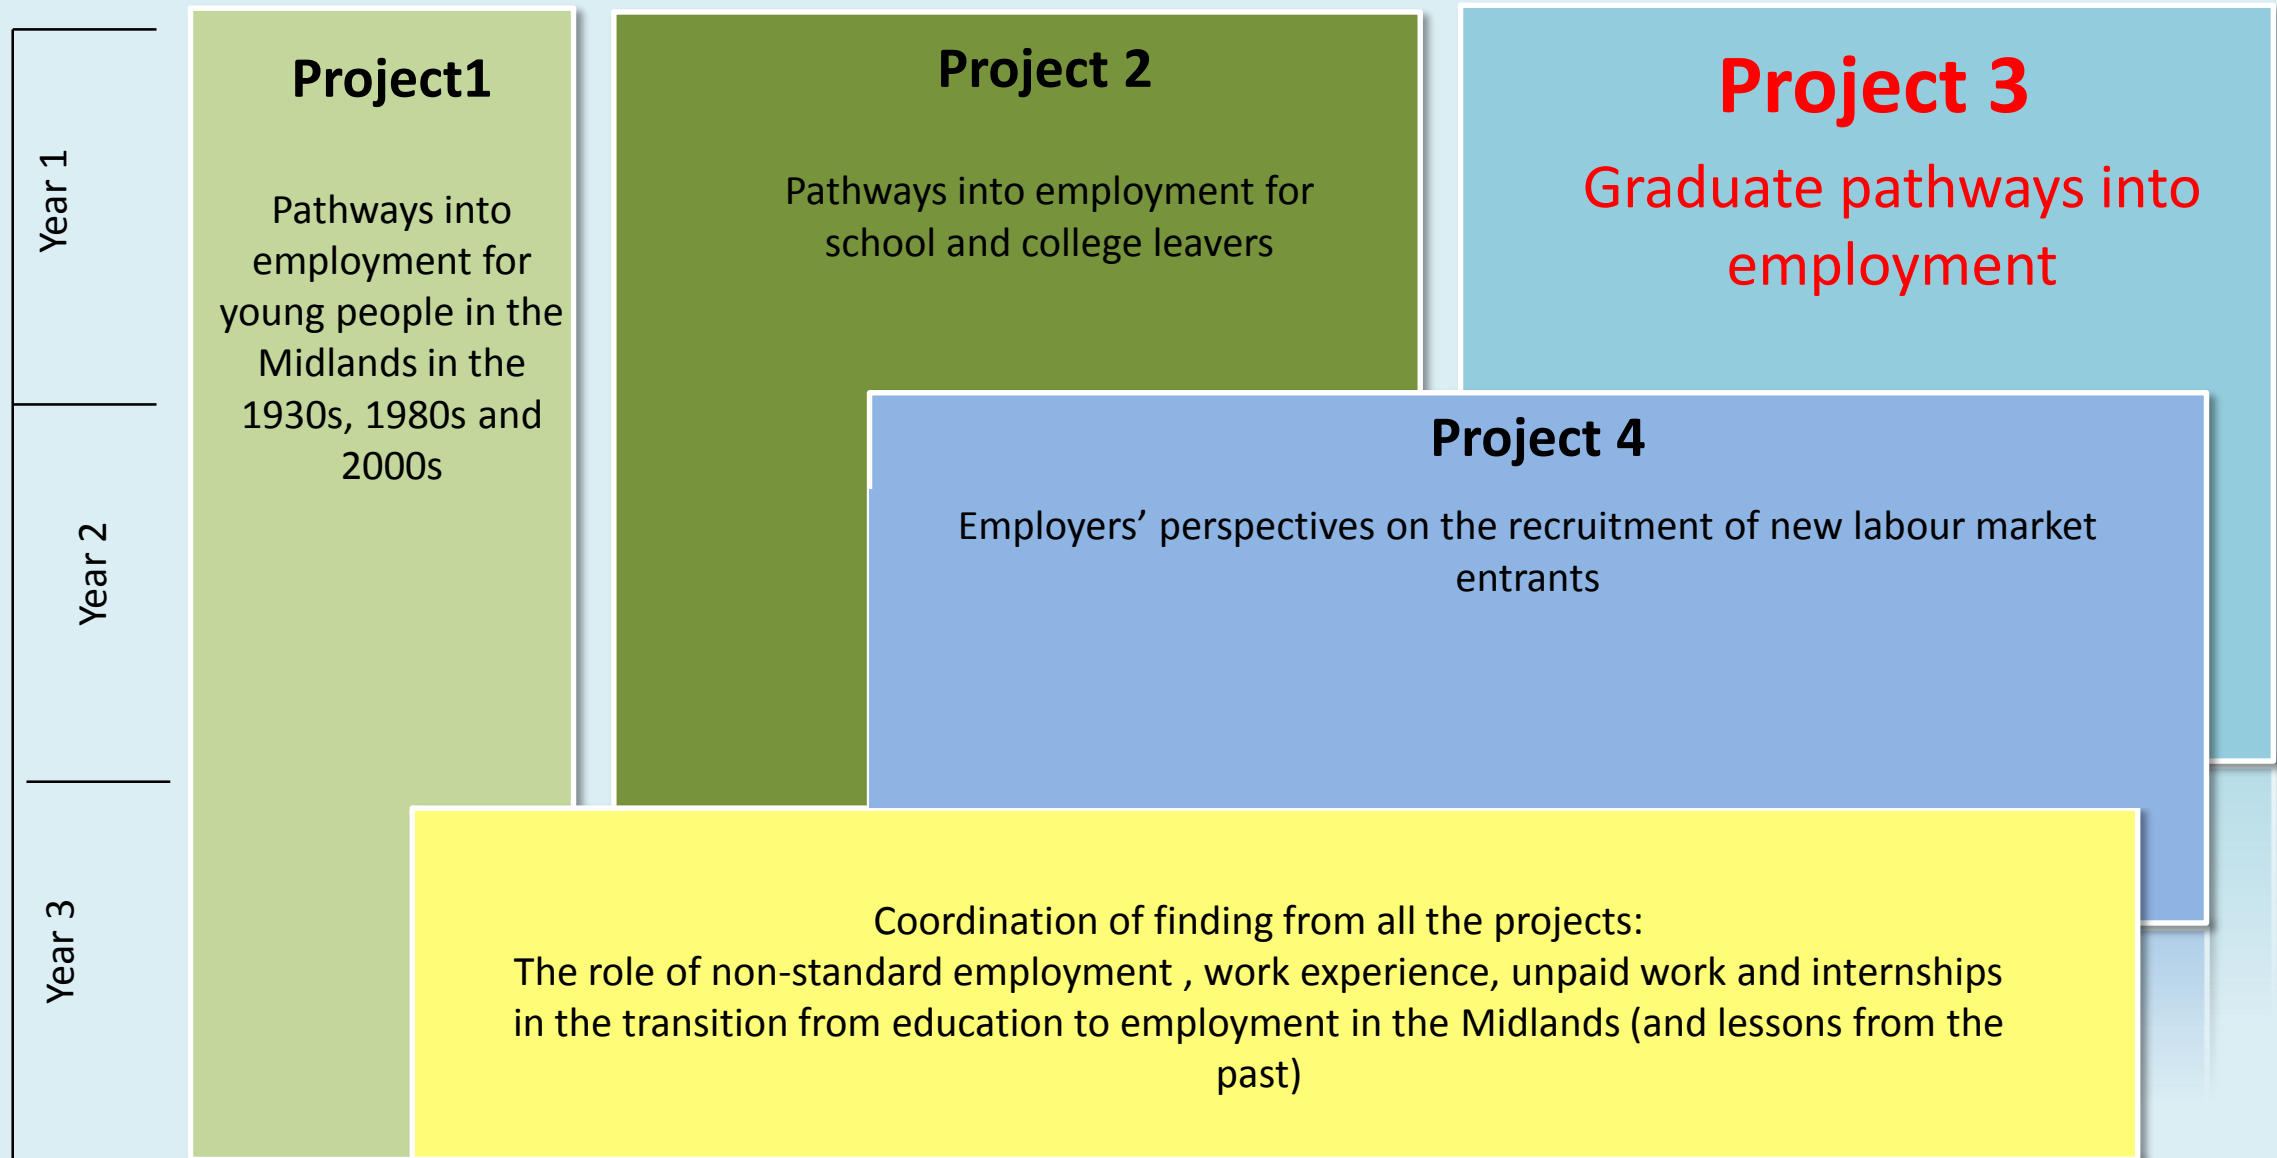 Year 1
Year 2
Year 3
Project1
Pathways into
employment for
young people in the
Midlands in the
1930s, 1980s and
2000s
Project 2
Pathways into employment for
school and college leavers
Project 3
Graduate pathways into
employment
Project 4
Employers’ perspectives on the recruitment of new labour market
entrants
Coordination of finding from all the projects:
The role of non-standard employment , work experience, unpaid work and internships
in the transition from education to employment in the Midlands (and lessons from the
past)